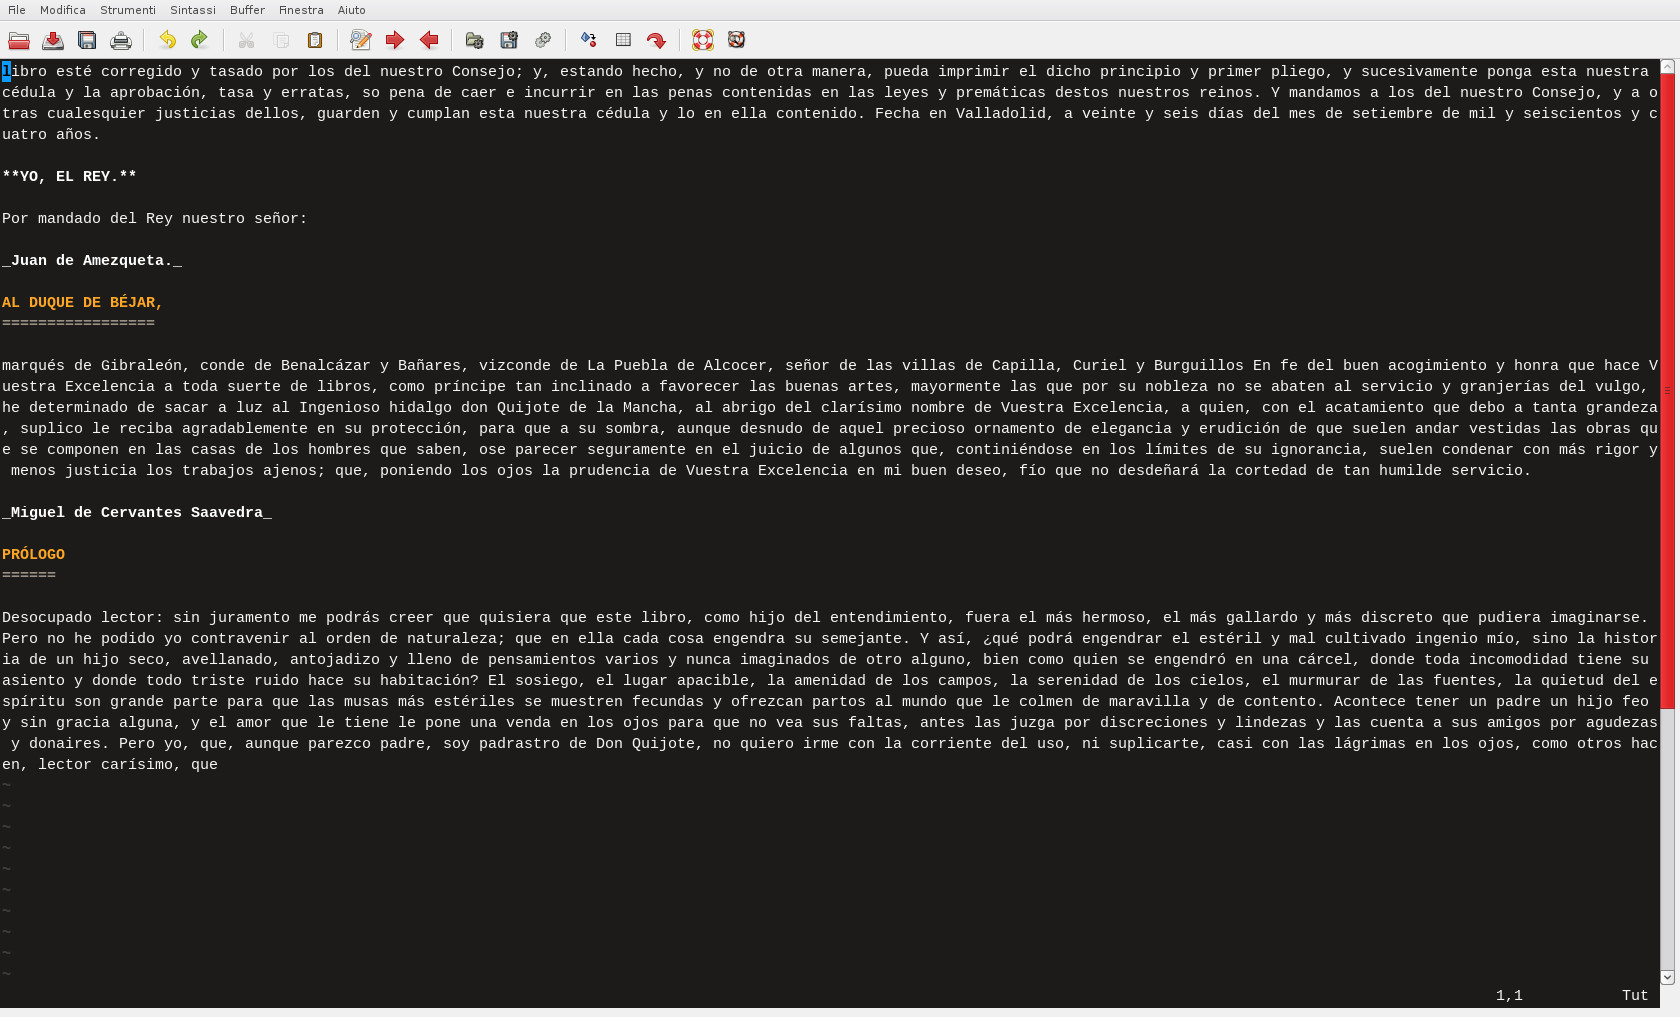 File Modifica Strumenti Sintassi Buffer Finestra Aiuto
libro esté corregido y tasado por los del nuestro Consejo; y, estando hecho, y no de otra manera, pueda imprimir el dicho principio y primer pliego, y sucesivamente ponga esta nuestra
cédula y la aprobación, tasa y erratas, so pena de caer e incurrir en las penas contenidas en las leyes y premáticas destos nuestros reinos. Y mandamos a los del nuestro Consejo, y a o
tras cualesquier justicias dellos, guarden y cumplan esta nuestra cédula y lo en ella contenido. Fecha en Valladolid, a veinte y seis días del mes de setiembre de mil y seiscientos y c
uatro años.
**YO, EL REY.**
Por mandado del Rey nuestro señor:
_Juan de Amezqueta._
AL DUQUE DE BÉJAR,
=================
marqués de Gibraleón, conde de Benalcázar y Bañares, vizconde de La Puebla de Alcocer, señor de las villas de Capilla, Curiel y Burguillos En fe del buen acogimiento y honra que hace V
uestra Excelencia a toda suerte de libros, como príncipe tan inclinado a favorecer las buenas artes, mayormente las que por su nobleza no se abaten al servicio y granjerías del vulgo,
he determinado de sacar a luz al Ingenioso hidalgo don Quijote de la Mancha, al abrigo del clarísimo nombre de Vuestra Excelencia, a quien, con el acatamiento que debo a tanta grandeza
, suplico le reciba agradablemente en su protección, para que a su sombra, aunque desnudo de aquel precioso ornamento de elegancia y erudición de que suelen andar vestidas las obras qu
e se componen en las casas de los hombres que saben, ose parecer seguramente en el juicio de algunos que, continiéndose en los límites de su ignorancia, suelen condenar con más rigor y
menos justicia los trabajos ajenos; que, poniendo los ojos la prudencia de Vuestra Excelencia en mi buen deseo, fío que no desdeñará la cortedad de tan humilde servicio.
_Miguel de Cervantes Saavedra_
PRÓLOGO
======
Desocupado lector: sin juramento me podrás creer que quisiera que este libro, como hijo del entendimiento, fuera el más hermoso, el más gallardo y más discreto que pudiera imaginarse.
Pero no he podido yo contravenir al orden de naturaleza; que en ella cada cosa engendra su semejante. Y así, ¿qué podrá engendrar el estéril y mal cultivado ingenio mío, sino la histor
ia de un hijo seco, avellanado, antojadizo y lleno de pensamientos varios y nunca imaginados de otro alguno, bien como quien se engendró en una cárcel, donde toda incomodidad tiene su
asiento y donde todo triste ruido hace su habitación? El sosiego, el lugar apacible, la amenidad de los campos, la serenidad de los cielos, el murmurar de las fuentes, la quietud del e
spíritu son grande parte para que las musas más estériles se muestren fecundas y ofrezcan partos al mundo que le colmen de maravilla y de contento. Acontece tener un padre un hijo feo
y sin gracia alguna, y el amor que le tiene le pone una venda en los ojos para que no vea sus faltas, antes las juzga por discreciones y lindezas y las cuenta a sus amigos por agudezas
y donaires. Pero yo, que, aunque parezco padre, soy padrastro de Don Quijote, no quiero irme con la corriente del uso, ni suplicarte, casi con las lágrimas en los ojos, como otros hac
en, lector carísimo, que
~
~
~
~
~
~
~
~
~
~
1,1 Tut